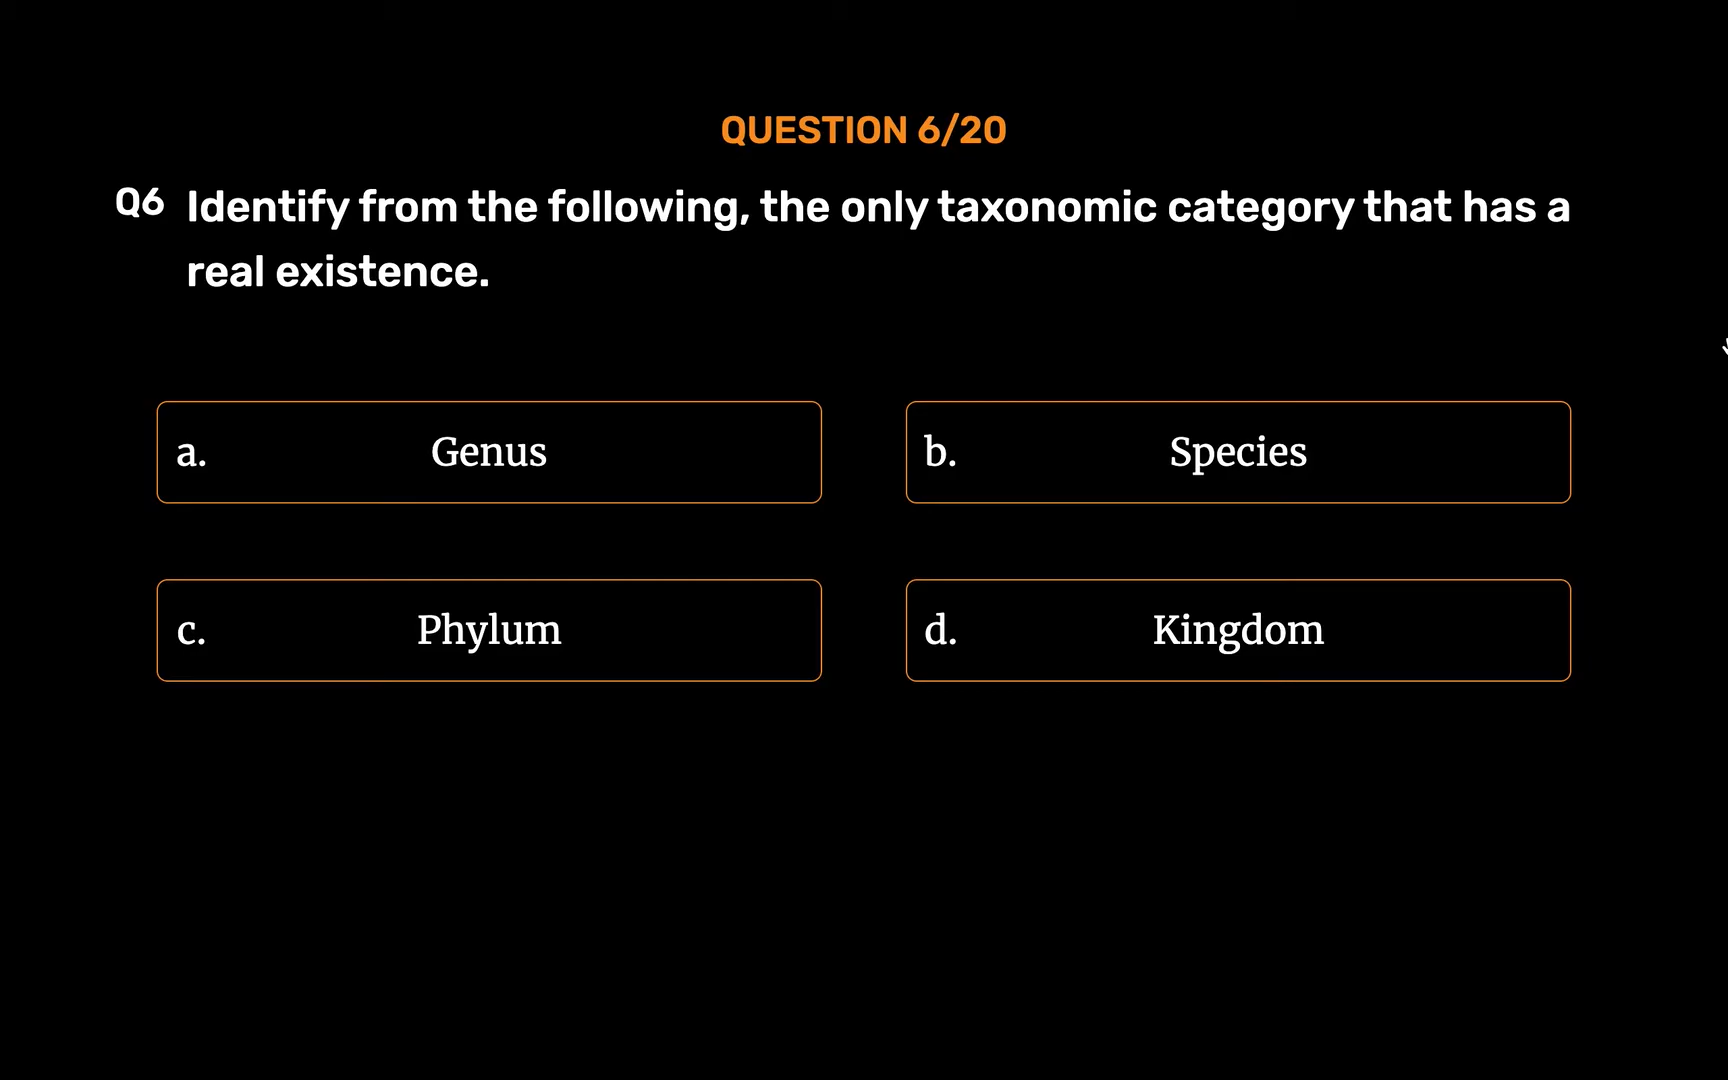 QUESTION 6/20
Q6 Identify from the following, the only taxonomic category that has a
real existence.
a. Genus
b. Species
c. Phylum
d. Kingdom